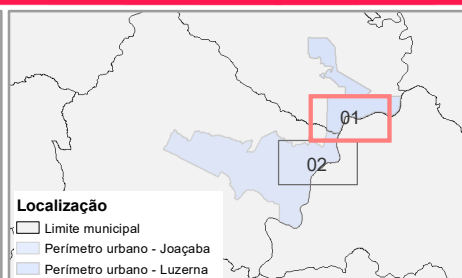 01
02
Localização
Limite municipal
Perímetro urbano - Joaçaba
Perímetro urbano - Luzerna